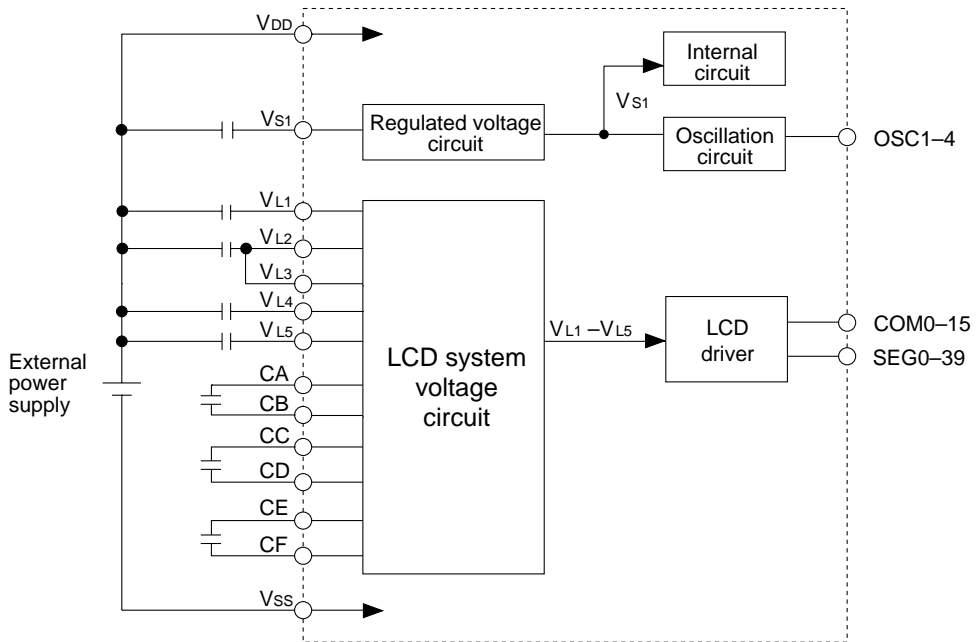 VDD
Internal
circuit
VS1
VS1
Regulated voltage
circuit
Oscillation
circuit
OSC1–4
VL1
VL2
VL3
VL4
VL5
External
power
supply
CA
CB
CC
CD
CE
CF
LCD system
voltage
circuit
VL1 –VL5
LCD
driver
COM0–15
SEG0–39
VSS